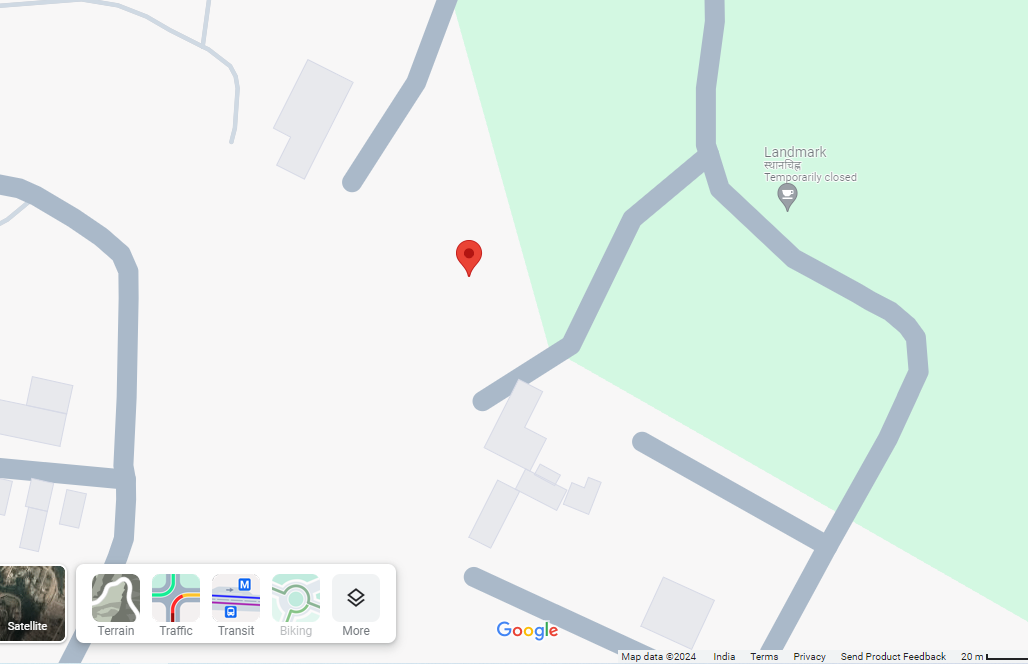 Landmark
स्थानचिह्न
Temporarily closed
M
Satellite
Terrain
Traffic
Transit
Biking
More
Google
Map data ©2024 India Terms Privacy Send Product Feedback 20 m